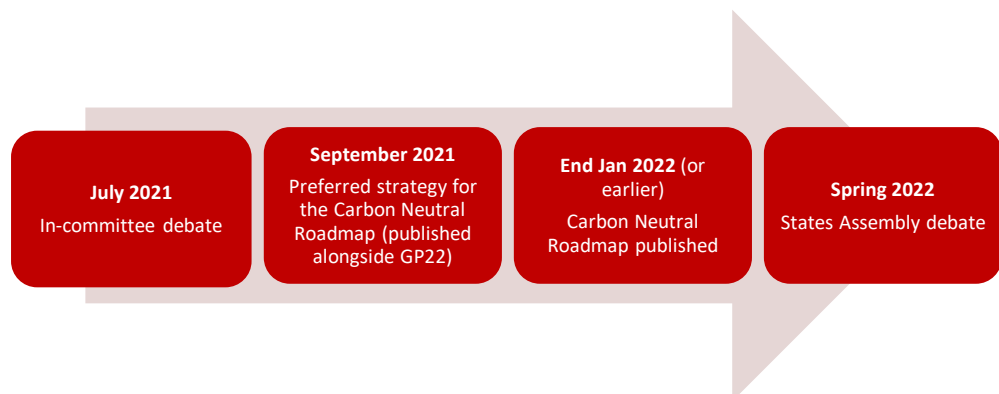 July 2021
In-committee debate
September 2021
Preferred strategy for
the Carbon Neutral
Roadmap (published
alongside GP22)
End Jan 2022 (or
earlier)
Carbon Neutral
Roadmap published
Spring 2022
States Assembly debate